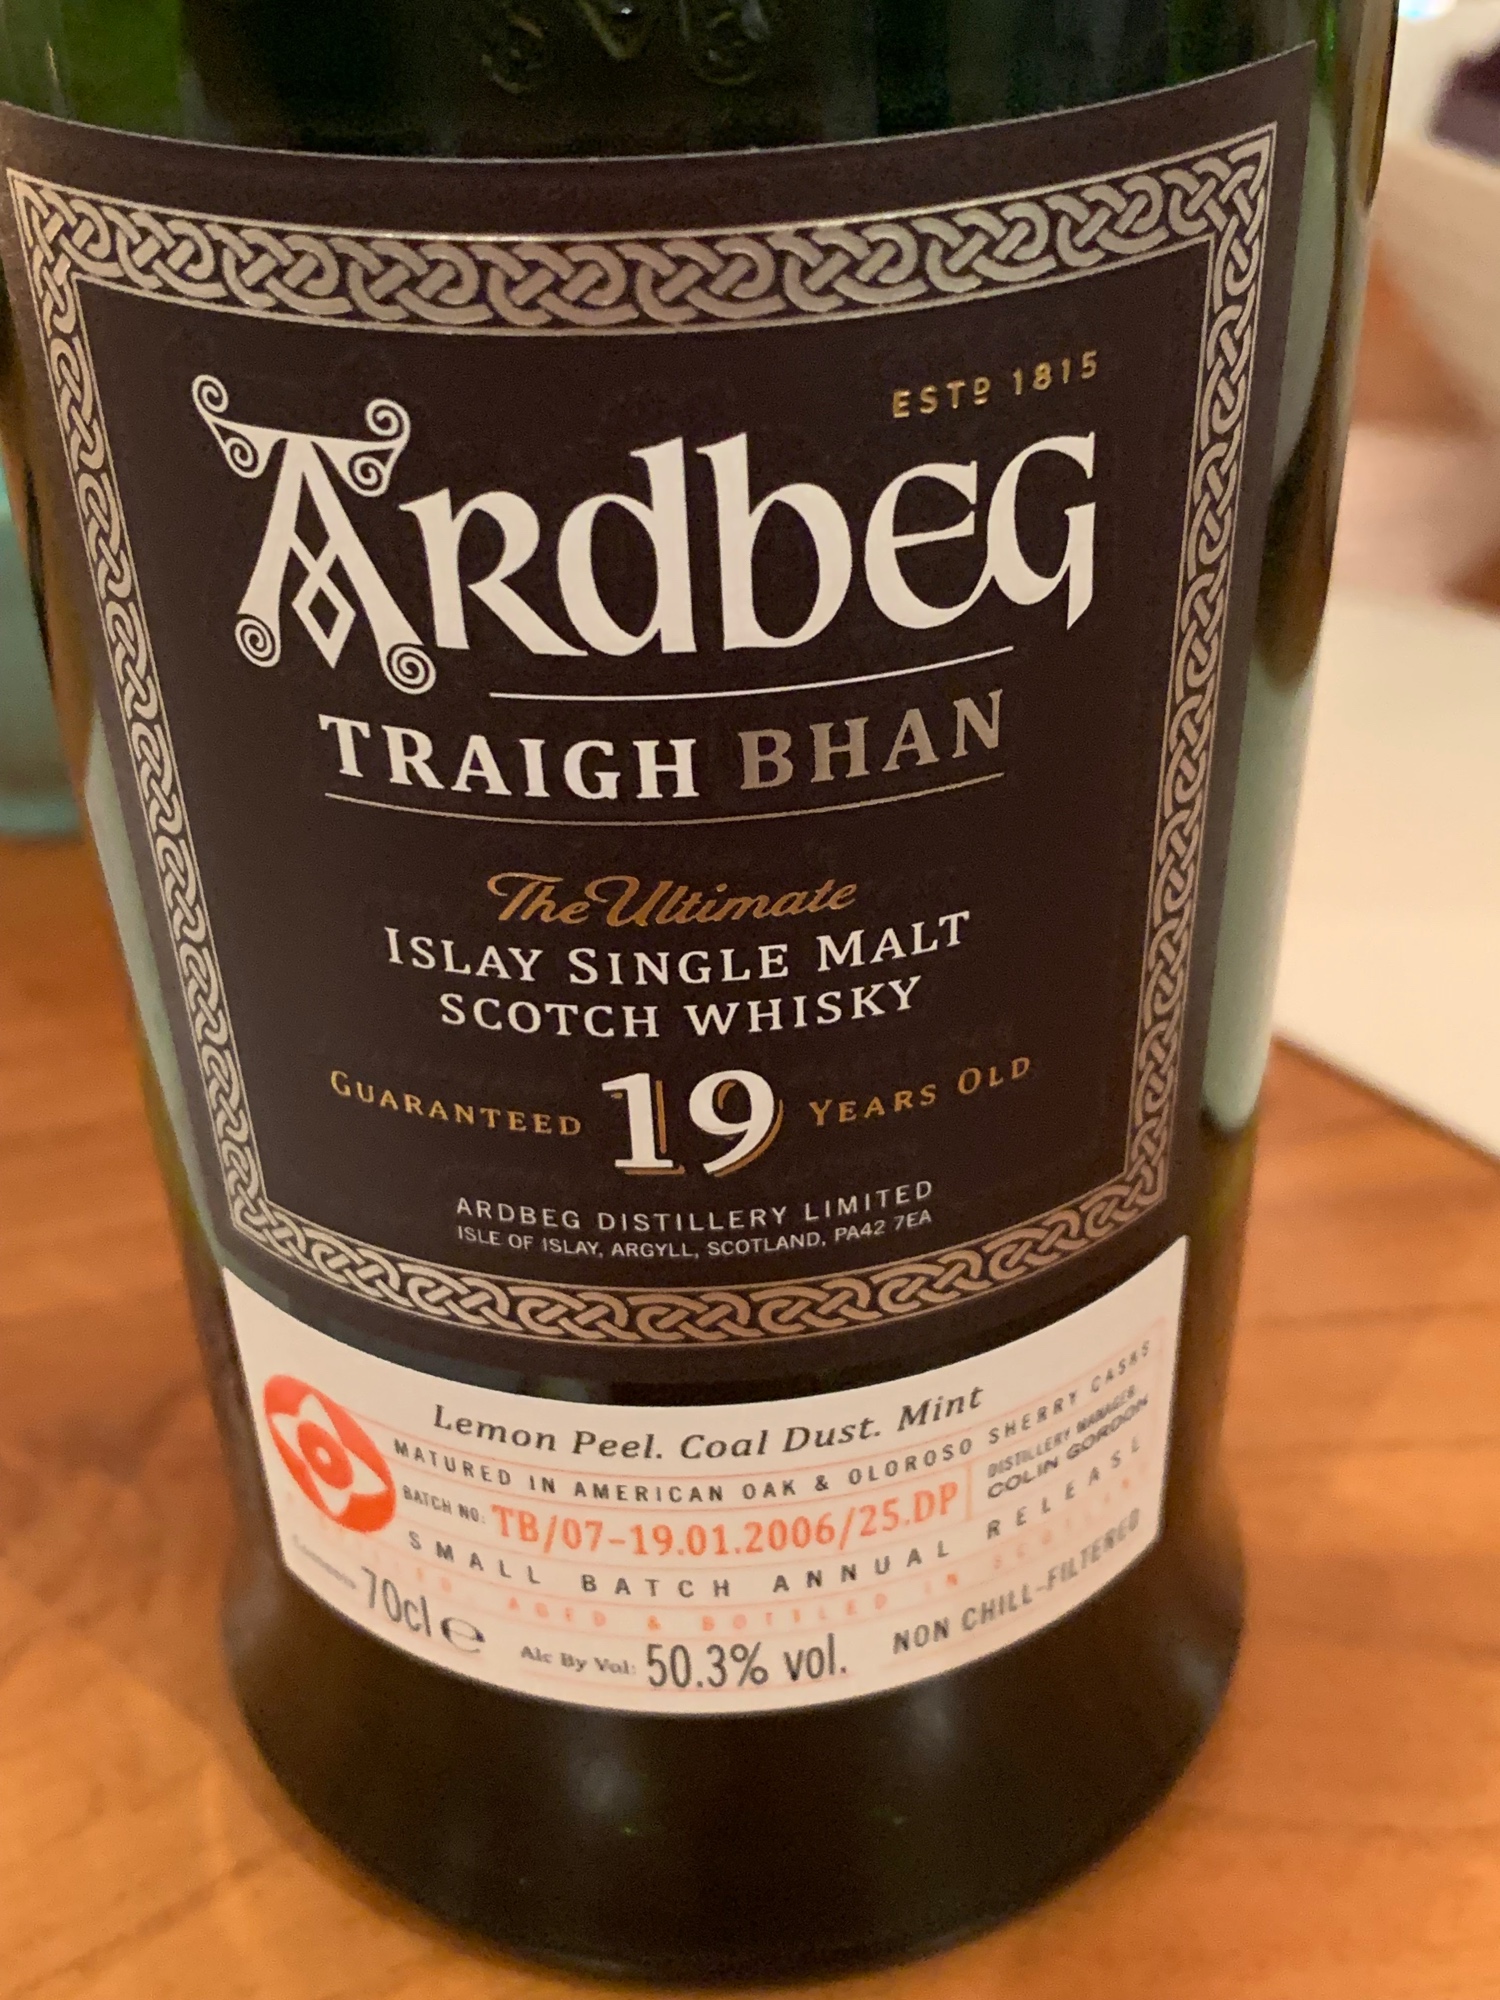 ESTD 1815
ARDBEG
TRAIGH BHAN
The Ultimate
ISLAY SINGLE MALT
SCOTCH WHISKY
GUARANTEED 19 YEARS OLD
ARDBEG DISTILLERY LIMITED
ISLE OF ISLAY, ARGYLL, SCOTLAND, PA42 7EA
Lemon Peel. Coal Dust. Mint
MATURED IN AMERICAN OAK & OLOROSO SHERRY CASKS
BATCH NO: TB/07-19.01.2006/25.DP
DISTILLERY MANAGER
COLIN GORDON
SMALL BATCH ANNUAL RELEASE
AGED & BOTTLED IN
70cl e
Alc By Vol: 50.3% vol.
NON CHILL-FILTERED